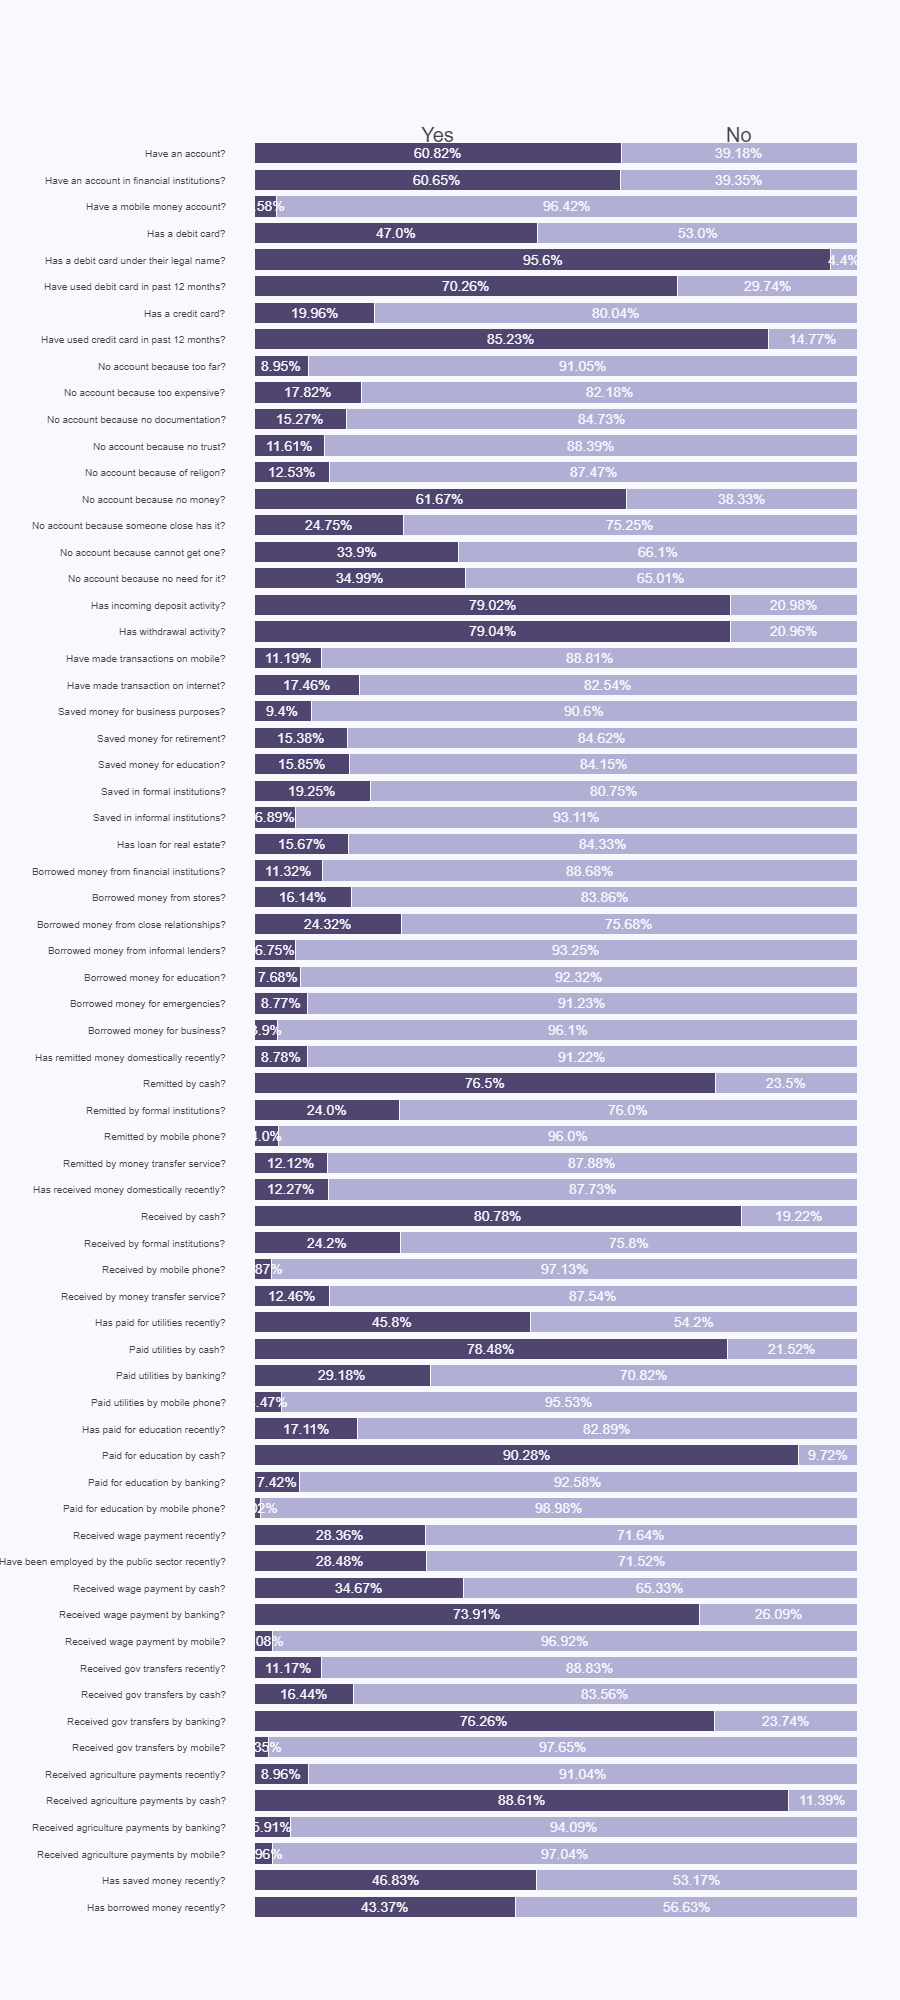 Yes No
Have an account? 60.82% 39.18%
Have an account in financial institutions? 60.65% 39.35%
Have a mobile money account? .58% 96.42%
Has a debit card? 47.0% 53.0%
Has a debit card under their legal name? 95.6% 4.4%
Have used debit card in past 12 months? 70.26% 29.74%
Has a credit card? 19.96% 80.04%
Have used credit card in past 12 months? 85.23% 14.77%
No account because too far? 8.95% 91.05%
No account because too expensive? 17.82% 82.18%
No account because no documentation? 15.27% 84.73%
No account because no trust? 11.61% 88.39%
No account because of religon? 12.53% 87.47%
No account because no money? 61.67% 38.33%
No account because someone close has it? 24.75% 75.25%
No account because cannot get one? 33.9% 66.1%
No account because no need for it? 34.99% 65.01%
Has incoming deposit activity? 79.02% 20.98%
Has withdrawal activity? 79.04% 20.96%
Have made transactions on mobile? 11.19% 88.81%
Have made transaction on internet? 17.46% 82.54%
Saved money for business purposes? 9.4% 90.6%
Saved money for retirement? 15.38% 84.62%
Saved money for education? 15.85% 84.15%
Saved in formal institutions? 19.25% 80.75%
Saved in informal institutions? 6.89% 93.11%
Has loan for real estate? 15.67% 84.33%
Borrowed money from financial institutions? 11.32% 88.68%
Borrowed money from stores? 16.14% 83.86%
Borrowed money from close relationships? 24.32% 75.68%
Borrowed money from informal lenders? 6.75% 93.25%
Borrowed money for education? 7.68% 92.32%
Borrowed money for emergencies? 8.77% 91.23%
Borrowed money for business? 3.9% 96.1%
Has remitted money domestically recently? 8.78% 91.22%
Remitted by cash? 76.5% 23.5%
Remitted by formal institutions? 24.0% 76.0%
Remitted by mobile phone? 4.0% 96.0%
Remitted by money transfer service? 12.12% 87.88%
Has received money domestically recently? 12.27% 87.73%
Received by cash? 80.78% 19.22%
Received by formal institutions? 24.2% 75.8%
Received by mobile phone? 87% 97.13%
Received by money transfer service? 12.46% 87.54%
Has paid for utilities recently? 45.8% 54.2%
Paid utilities by cash? 78.48% 21.52%
Paid utilities by banking? 29.18% 70.82%
Paid utilities by mobile phone? .47% 95.53%
Has paid for education recently? 17.11% 82.89%
Paid for education by cash? 90.28% 9.72%
Paid for education by banking? 7.42% 92.58%
Paid for education by mobile phone? 02% 98.98%
Received wage payment recently? 28.36% 71.64%
Have been employed by the public sector recently? 28.48% 71.52%
Received wage payment by cash? 34.67% 65.33%
Received wage payment by banking? 73.91% 26.09%
Received wage payment by mobile? 08% 96.92%
Received gov transfers recently? 11.17% 88.83%
Received gov transfers by cash? 16.44% 83.56%
Received gov transfers by banking? 76.26% 23.74%
Received gov transfers by mobile? 35% 97.65%
Received agriculture payments recently? 8.96% 91.04%
Received agriculture payments by cash? 88.61% 11.39%
Received agriculture payments by banking? 5.91% 94.09%
Received agriculture payments by mobile? 96% 97.04%
Has saved money recently? 46.83% 53.17%
Has borrowed money recently? 43.37% 56.63%